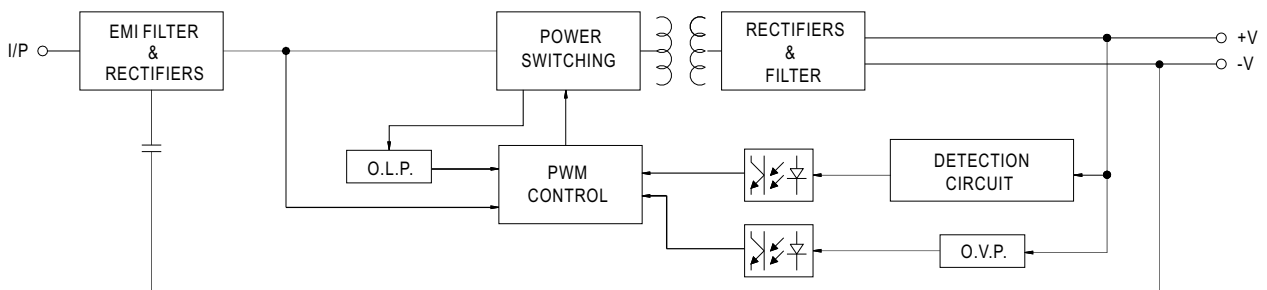 I/P
EMI FILTER
&
RECTIFIERS
POWER
SWITCHING
RECTIFIERS
&
FILTER
+V
-V
O.L.P.
PWM
CONTROL
DETECTION
CIRCUIT
O.V.P.